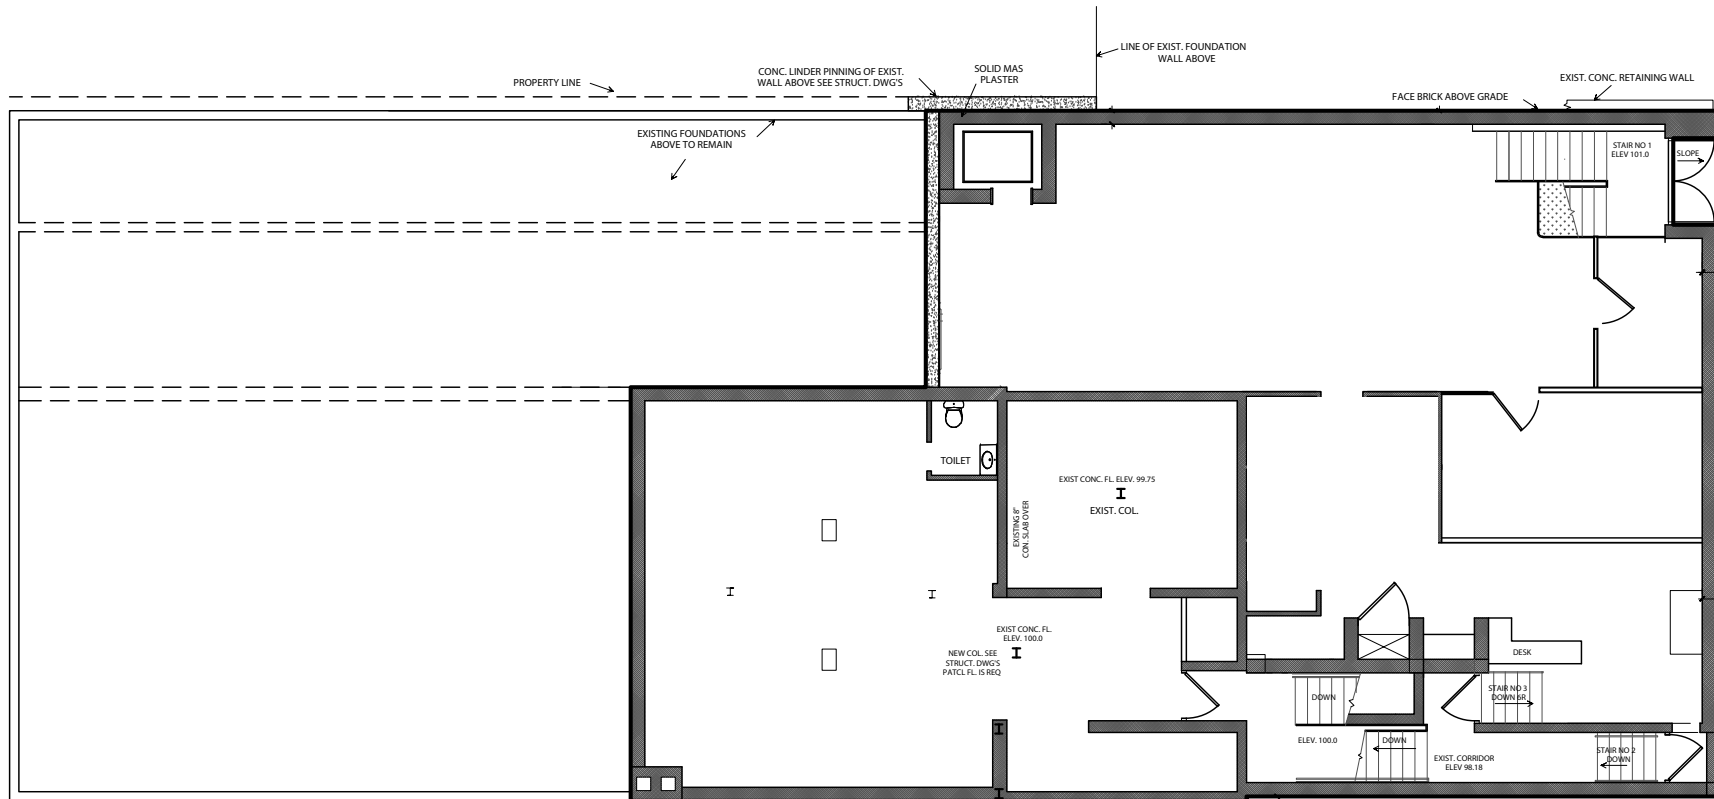 LINE OF EXIST. FOUNDATION
WALL ABOVE
CONC. LINDER PINNING OF EXIST.
WALL ABOVE SEE STRUCT. DWG'S
SOLID MAS
PLASTER
PROPERTY LINE
EXIST. CONC. RETAINING WALL
FACE BRICK ABOVE GRADE
EXISTING FOUNDATIONS
ABOVE TO REMAIN
STAIR NO 1
ELEV 101.0
SLOPE
TOILET
EXIST CONC. FL. ELEV. 99.75
EXIST. COL.
EXISTING 8"
CON. SLAB OVER
EXIST CONC. FL.
ELEV. 100.0
NEW COL. SEE
STRUCT. DWG'S
PATCL FL. IS REQ
DESK
STAIR NO 3
DOWN 6R
DOWN
ELEV. 100.0
DOWN
EXIST. CORRIDOR
ELEV 98.18
STAIR NO 2
DOWN